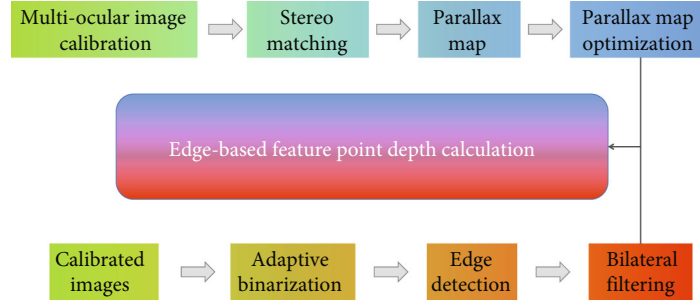 Multi-ocular image
calibration
Stereo
matching
Parallax
map
Parallax map
optimization
Edge-based feature point depth calculation
Calibrated
images
Adaptive
binarization
Edge
detection
Bilateral
filtering